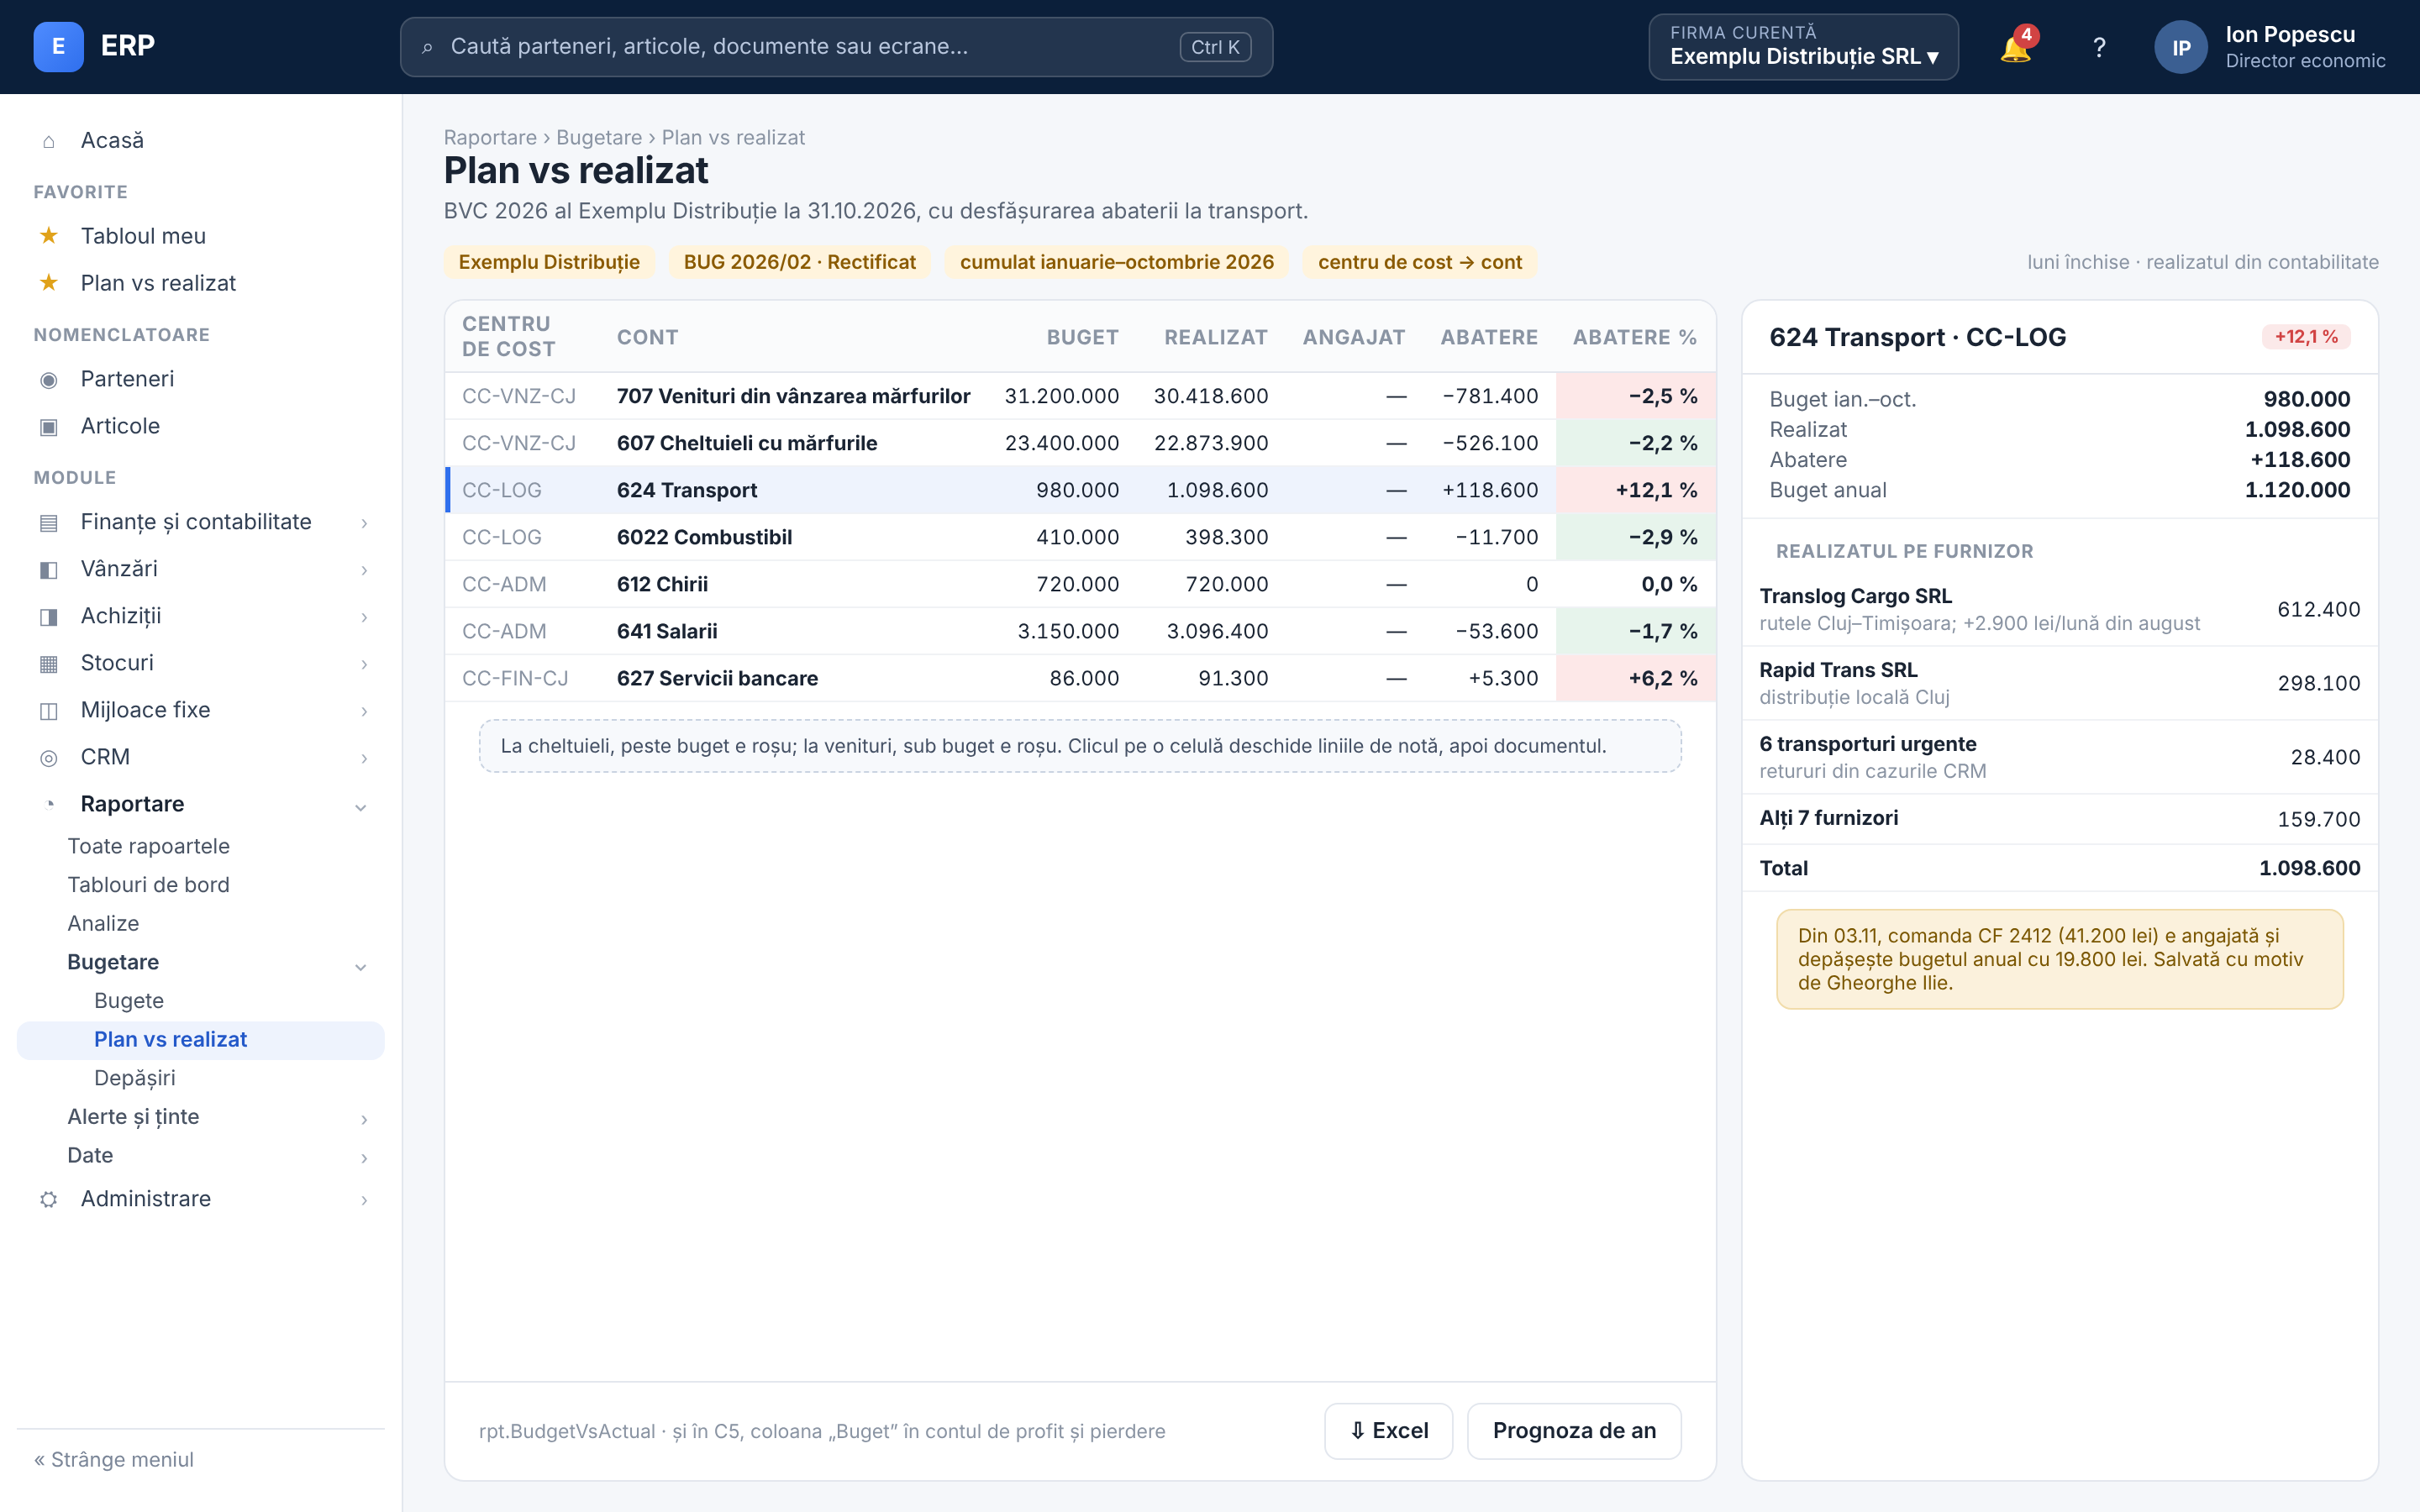 E ERP
Caută parteneri, articole, documente sau ecrane... Ctrl K
FIRMA CURENTĂ
Exemplu Distribuție SRL ▾
4
?
IP
Ion Popescu
Director economic
Acasă
FAVORITE
★ Tabloul meu
★ Plan vs realizat
NOMENCLATOARE
Parteneri
Articole
MODULE
Finanțe și contabilitate ›
Vânzări ›
Achiziții ›
Stocuri ›
Mijloace fixe ›
CRM ›
Raportare
Toate rapoartele
Tablouri de bord
Analize
Bugetare
Bugete
Plan vs realizat
Depășiri
Alerte și ținte ›
Date ›
Administrare ›
« Strânge meniul
Raportare › Bugetare › Plan vs realizat
Plan vs realizat
BVC 2026 al Exemplu Distribuție la 31.10.2026, cu desfășurarea abaterii la transport.
Exemplu Distribuție BUG 2026/02 · Rectificat cumulat ianuarie–octombrie 2026 centru de cost → cont luni închise · realizatul din contabilitate
CENTRU
DE COST CONT BUGET REALIZAT ANGAJAT ABATERE ABATERE %
CC-VNZ-CJ 707 Venituri din vânzarea mărfurilor 31.200.000 30.418.600 — −781.400 −2,5 %
CC-VNZ-CJ 607 Cheltuieli cu mărfurile 23.400.000 22.873.900 — −526.100 −2,2 %
CC-LOG 624 Transport 980.000 1.098.600 — +118.600 +12,1 %
CC-LOG 6022 Combustibil 410.000 398.300 — −11.700 −2,9 %
CC-ADM 612 Chirii 720.000 720.000 — 0 0,0 %
CC-ADM 641 Salarii 3.150.000 3.096.400 — −53.600 −1,7 %
CC-FIN-CJ 627 Servicii bancare 86.000 91.300 — +5.300 +6,2 %
La cheltuieli, peste buget e roșu; la venituri, sub buget e roșu. Clicul pe o celulă deschide liniile de notă, apoi documentul.
rpt.BudgetVsActual · și în C5, coloana „Buget” în contul de profit și pierdere
⇩ Excel
Prognoza de an
624 Transport · CC-LOG +12,1 %
Buget ian.–oct. 980.000
Realizat 1.098.600
Abatere +118.600
Buget anual 1.120.000
REALIZATUL PE FURNIZOR
Translog Cargo SRL
rutele Cluj–Timișoara; +2.900 lei/lună din august 612.400
Rapid Trans SRL
distribuție locală Cluj 298.100
6 transporturi urgente
retururi din cazurile CRM 28.400
Alți 7 furnizori 159.700
Total 1.098.600
Din 03.11, comanda CF 2412 (41.200 lei) e angajată și
depășește bugetul anual cu 19.800 lei. Salvată cu motiv
de Gheorghe Ilie.